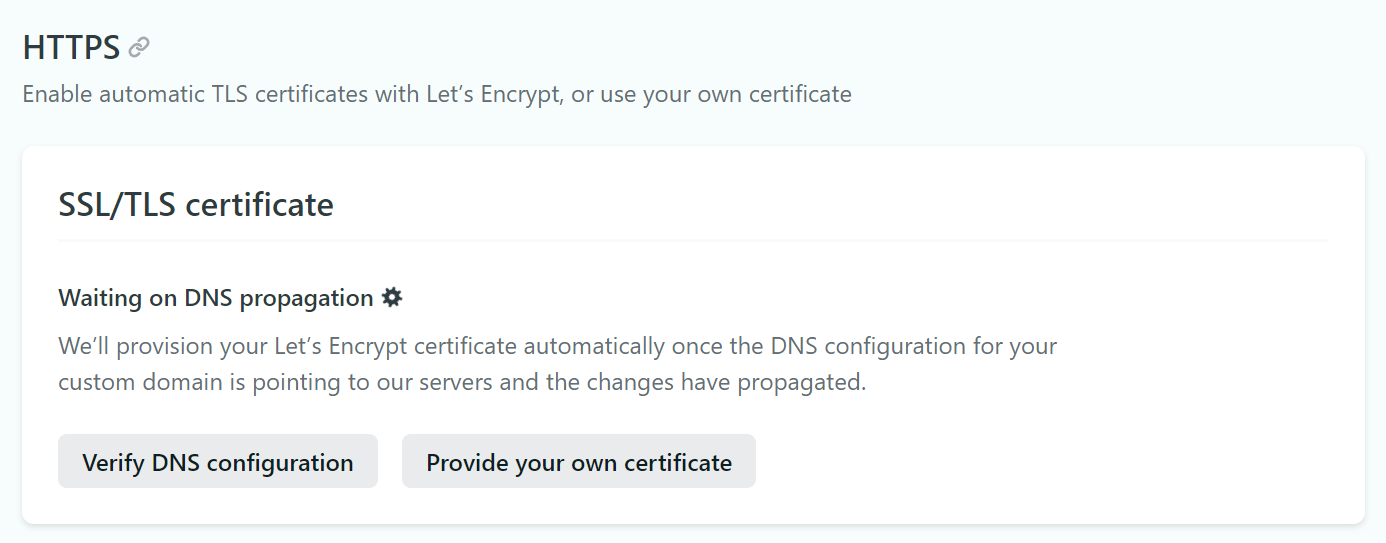 HTTPS
Enable automatic TLS certificates with Let’s Encrypt, or use your own certificate
SSL/TLS certificate
Waiting on DNS propagation
We’ll provision your Let’s Encrypt certificate automatically once the DNS configuration for your
custom domain is pointing to our servers and the changes have propagated.
Verify DNS configuration
Provide your own certificate